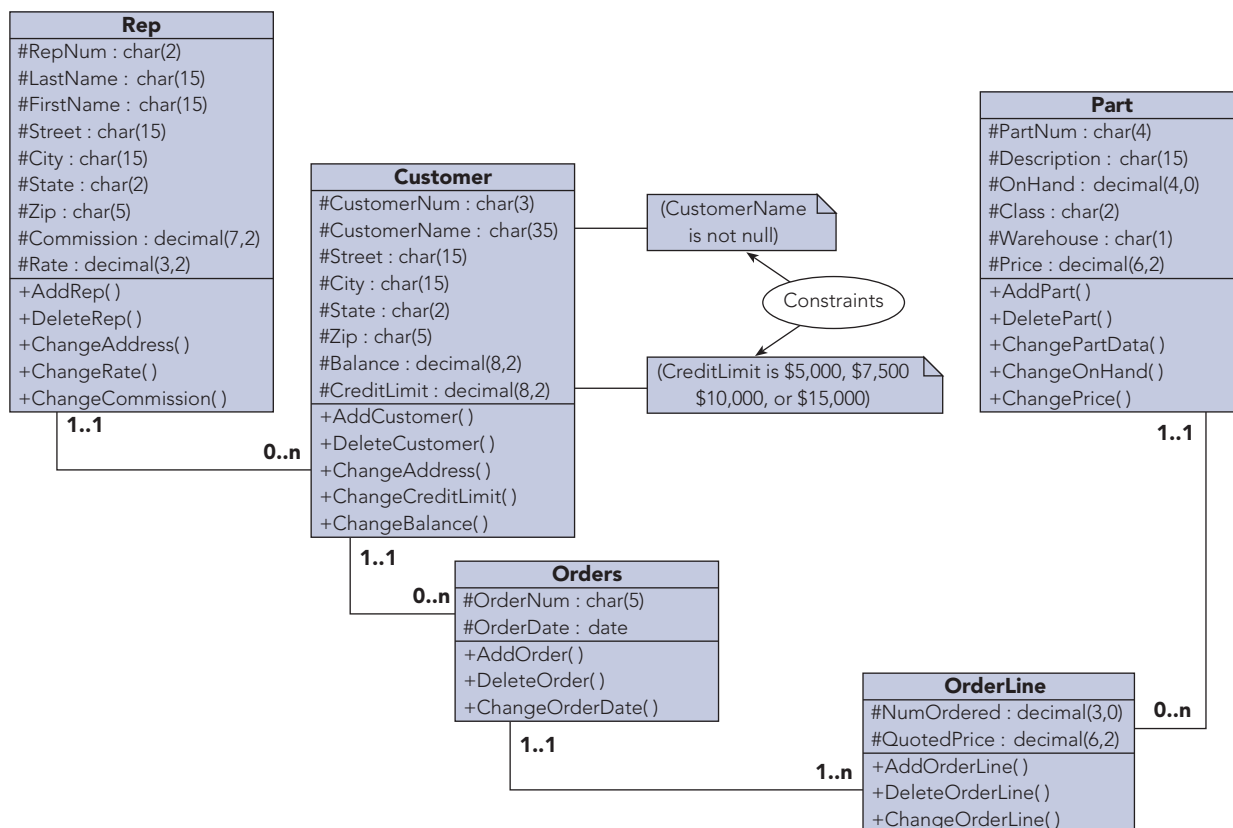 Rep
#RepNum : char(2)
#LastName : char(15)
#FirstName : char(15)
#Street : char(15)
#City : char(15)
#State : char(2)
#Zip : char(5)
#Commission : decimal(7,2)
#Rate : decimal(3,2)
+AddRep( )
+DeleteRep( )
+ChangeAddress( )
+ChangeRate( )
+ChangeCommission( )
1..1
0..n
Customer
#CustomerNum : char(3)
#CustomerName : char(35)
#Street : char(15)
#City : char(15)
#State : char(2)
#Zip : char(5)
#Balance : decimal(8,2)
#CreditLimit : decimal(8,2)
+AddCustomer( )
+DeleteCustomer( )
+ChangeAddress( )
+ChangeCreditLimit( )
+ChangeBalance( )
(CustomerName
is not null)
Constraints
(CreditLimit is $5,000, $7,500
$10,000, or $15,000)
1..1
0..n
Orders
#OrderNum : char(5)
#OrderDate : date
+AddOrder( )
+DeleteOrder( )
+ChangeOrderDate( )
1..1
1..n
Part
#PartNum : char(4)
#Description : char(15)
#OnHand : decimal(4,0)
#Class : char(2)
#Warehouse : char(1)
#Price : decimal(6,2)
+AddPart( )
+DeletePart( )
+ChangePartData( )
+ChangeOnHand( )
+ChangePrice( )
1..1
0..n
OrderLine
#NumOrdered : decimal(3,0)
#QuotedPrice : decimal(6,2)
+AddOrderLine( )
+DeleteOrderLine( )
+ChangeOrderLine( )